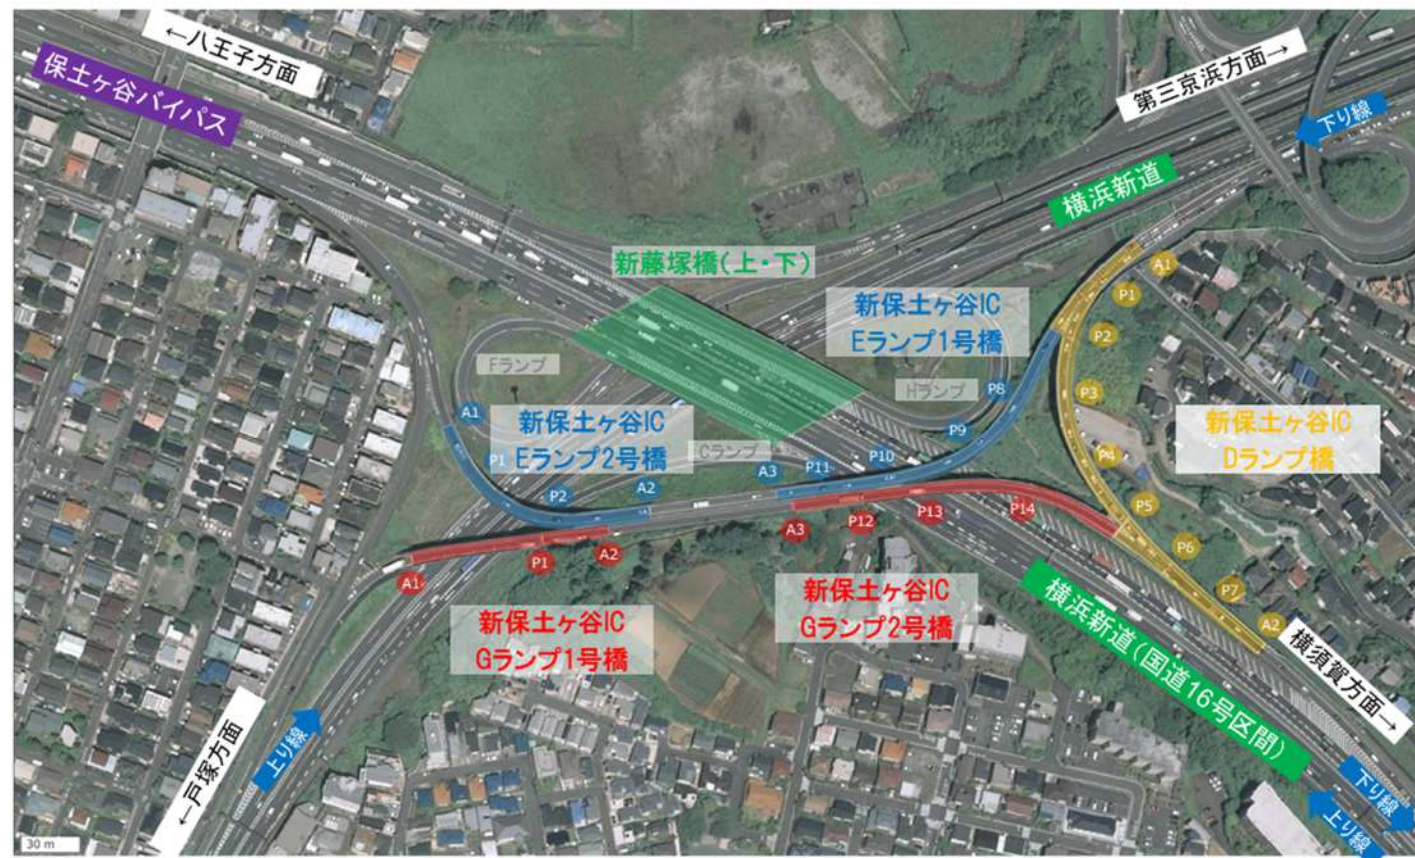 ←八王子方面
保土ヶ谷バイパス
第三京浜方面→
下り線
横浜新道
新藤塚橋(上・下)
新保土ヶ谷IC
Eランプ1号橋
A1
P1
P2
P3
P4
P5
P6
P7
A2
新保土ヶ谷IC
Dランプ橋
Fランプ
Hランプ
P8
P9
P10
P11
A3
Cランプ
新保土ヶ谷IC
Eランプ2号橋
A1
P1
P2
A2
A1
P1
A2
新保土ヶ谷IC
Gランプ1号橋
A3
P12
P13
P14
新保土ヶ谷IC
Gランプ2号橋
横浜新道(国道16号区間)
横須賀方面→
←戸塚方面
上り線
下り線
上り線
30 m